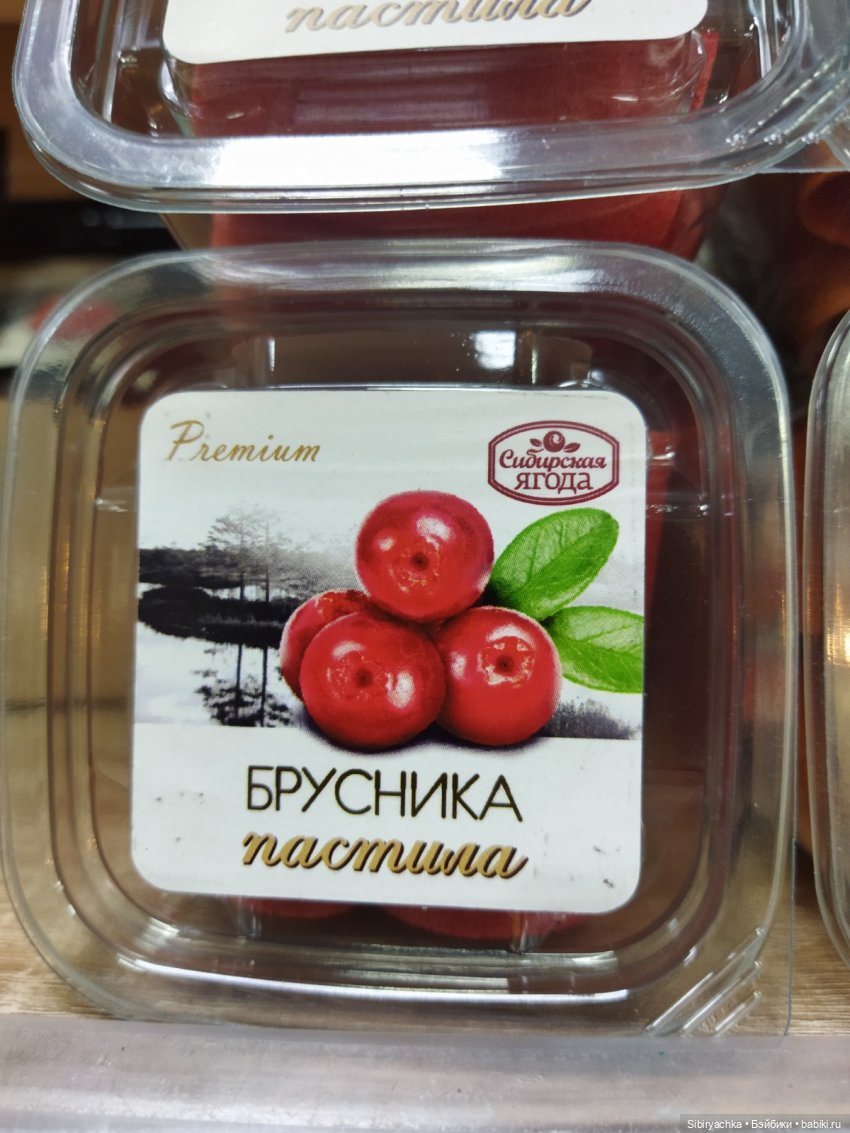 пастила
Premium
Сибирская
ЯГОДА
БРУСНИКА
пастила
Sibiryachka • Бэйбики • babiki.ru